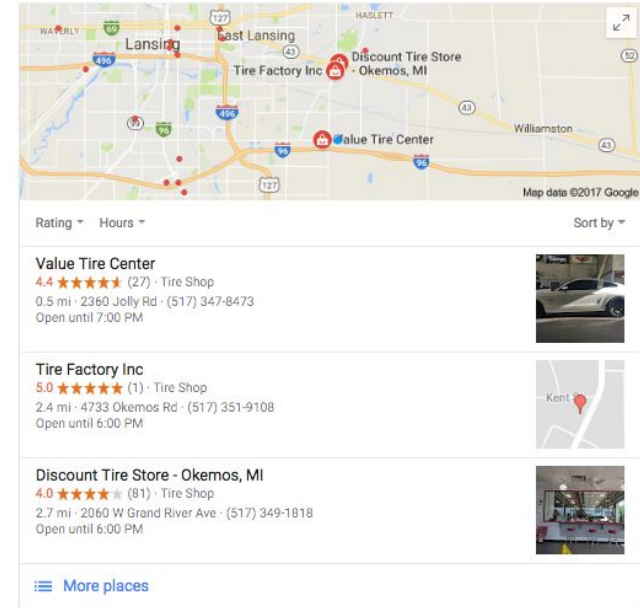 HASLETT
127
WAVERLY
69
Lansing
East Lansing
43
52
496
Discount Tire Store
- Okemos, MI
Tire Factory Inc
43
496
99
96
Williamston
Value Tire Center
43
96
96
127
Map data ©2017 Google
Rating Hours Sort by
Value Tire Center
4.4 ★★★★★ (27) · Tire Shop
0.5 mi · 2360 Jolly Rd · (517) 347-8473
Open until 7:00 PM
Tire Factory Inc
5.0 ★★★★★ (1) · Tire Shop
2.4 mi · 4733 Okemos Rd · (517) 351-9108
Open until 6:00 PM
Kent
Discount Tire Store - Okemos, MI
4.0 ★★★★★ (81) · Tire Shop
2.7 mi · 2060 W Grand River Ave · (517) 349-1818
Open until 6:00 PM
More places